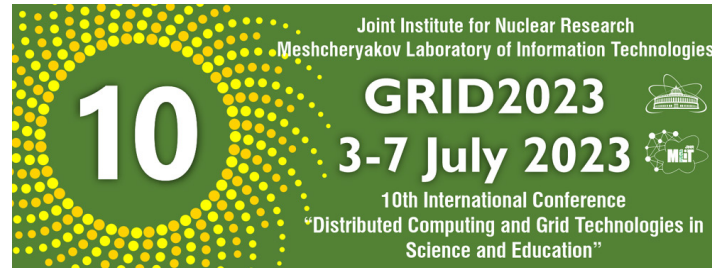 Joint Institute for Nuclear Research
Meshcheryakov Laboratory of Information Technologies
10
GRID2023
3-7 July 2023
MLIT
10th International Conference
“Distributed Computing and Grid Technologies in
Science and Education”